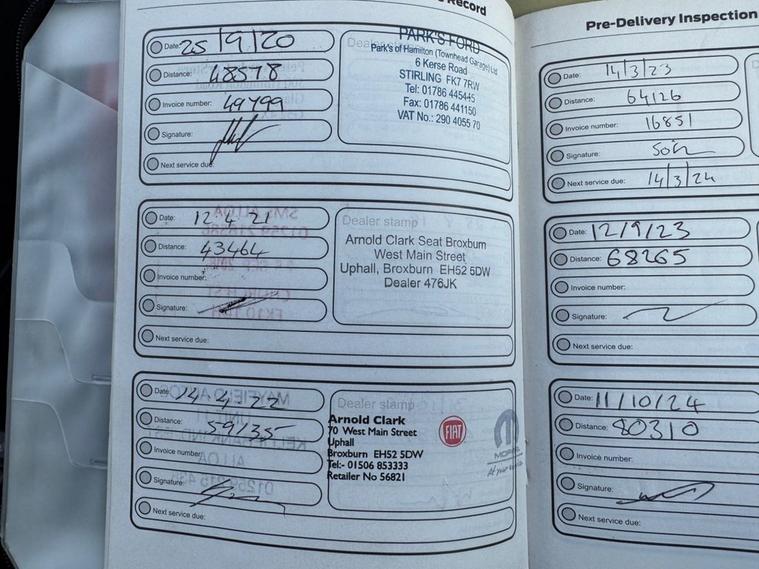 Record
Date: 25/9/20
Distance: 48578
Invoice number: 49799
Signature:
Next service due:
PARK'S FORD
Park's of Hamilton (Townhead Garage) Ltd
6 Kerse Road
STIRLING FK7 7RW
Tel: 01786 445445
Fax: 01786 441150
VAT No.: 290 4055 70
Date: 12.4.21
Distance: 43464
Invoice number:
Signature:
Next service due:
Dealer stamp
Arnold Clark Seat Broxburn
West Main Street
Uphall, Broxburn EH52 5DW
Dealer 476JK
Date: 14.4.22
Distance: 59135
Invoice number:
Signature:
Next service due:
Dealer stamp
Arnold Clark
70 West Main Street
Uphall
Broxburn EH52 5DW
Tel:- 01506 853333
Retailer No 56821
FIAT
Pre-Delivery Inspection
Date: 14/3/23
Distance: 64126
Invoice number: 16851
Signature:
Next service due: 14/3/24
Date: 12/9/23
Distance: 68265
Invoice number:
Signature:
Next service due:
Date: 11/10/24
Distance: 80310
Invoice number:
Signature:
Next service due: